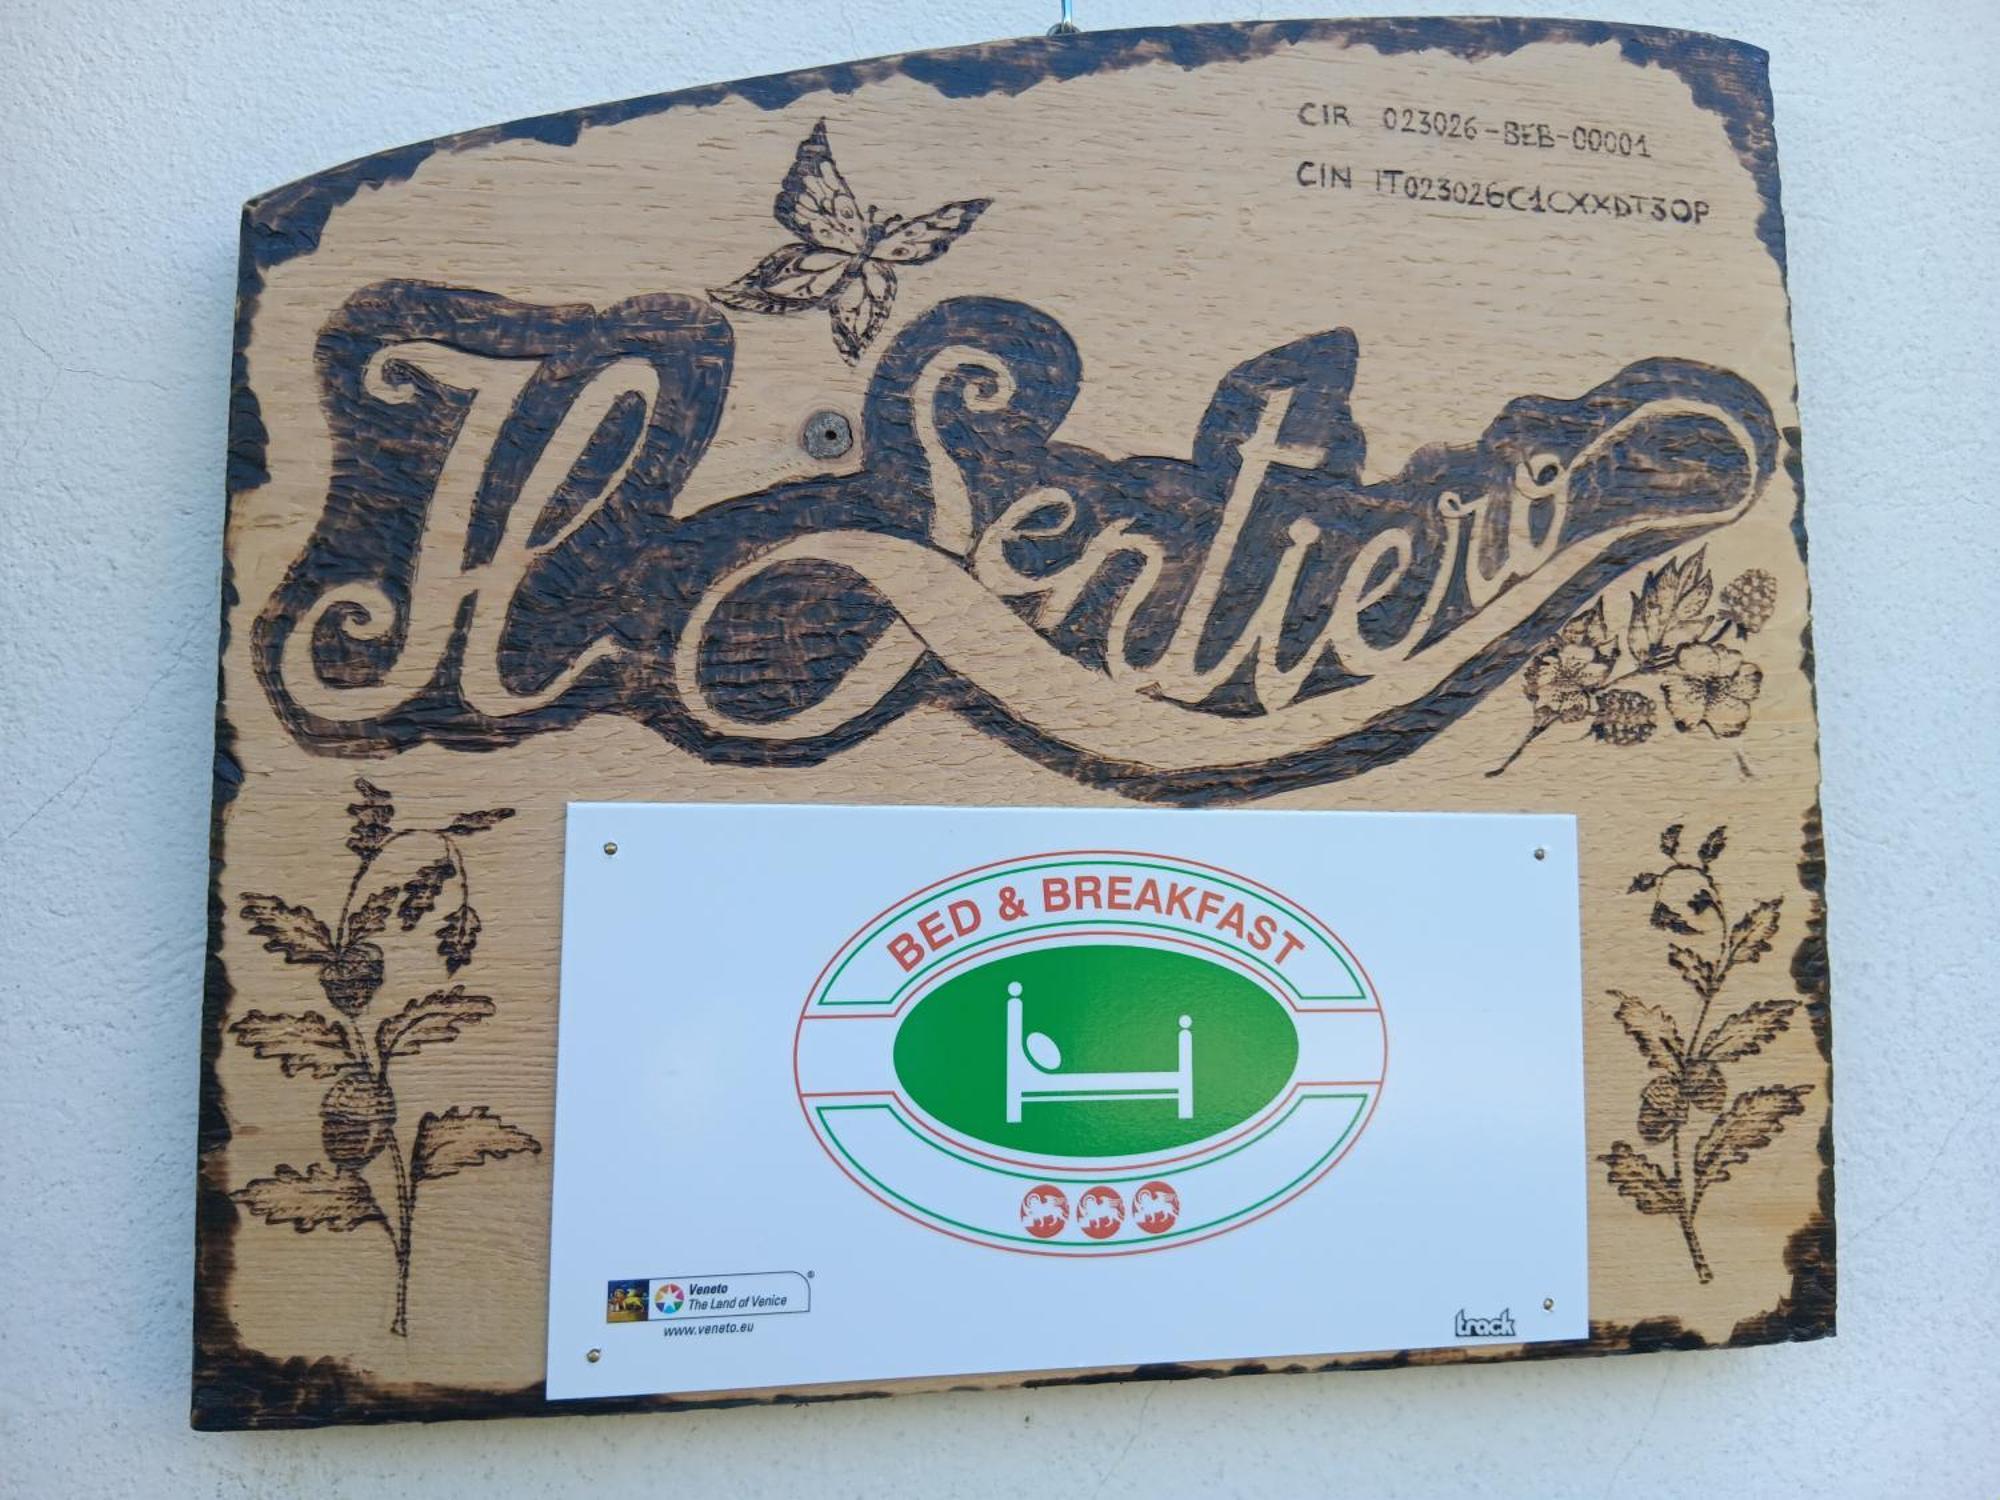 CIR 023026-BEB-00001
CIN IT023026C1CXXDT3OP
Il Sentiero
BED & BREAKFAST
Veneto
The Land of Venice
www.veneto.eu
track